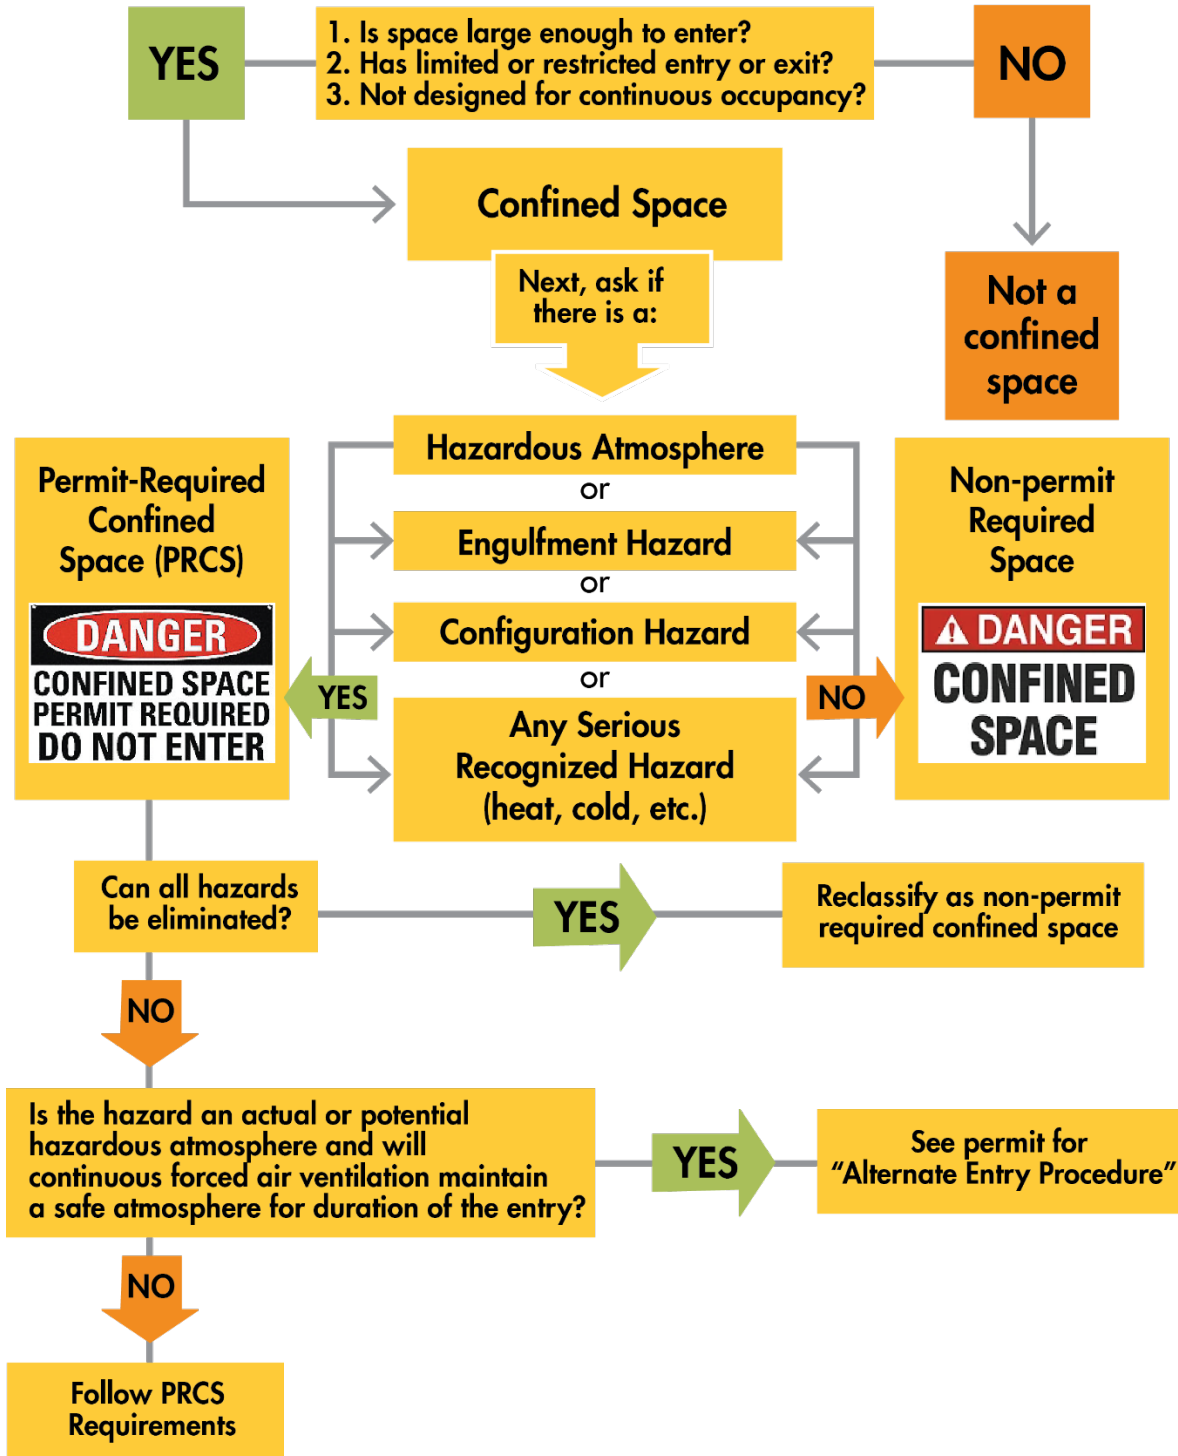 YES
1. Is space large enough to enter?
2. Has limited or restricted entry or exit?
3. Not designed for continuous occupancy?
NO
Confined Space
Next, ask if
there is a:
Not a
confined
space
Hazardous Atmosphere
or
Engulfment Hazard
or
Configuration Hazard
or
Any Serious
Recognized Hazard
(heat, cold, etc.)
YES
NO
Permit-Required
Confined
Space (PRCS)
DANGER
CONFINED SPACE
PERMIT REQUIRED
DO NOT ENTER
Non-permit
Required
Space
DANGER
CONFINED
SPACE
Can all hazards
be eliminated?
YES
Reclassify as non-permit
required confined space
NO
Is the hazard an actual or potential
hazardous atmosphere and will
continuous forced air ventilation maintain
a safe atmosphere for duration of the entry?
YES
See permit for
“Alternate Entry Procedure”
NO
Follow PRCS
Requirements